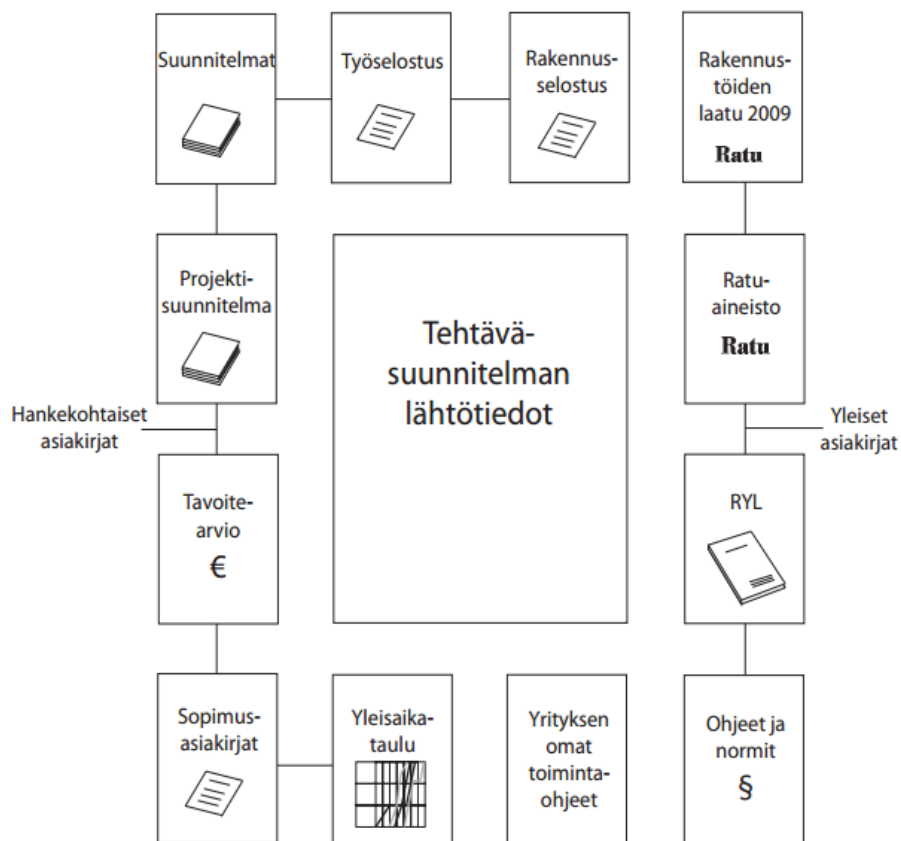 Suunnitelmat
Työselostus
Rakennus-
selostus
Rakennus-
töiden
laatu 2009
Ratu
Projekti-
suunnitelma
Tehtävä-
suunnitelman
lähtötiedot
Ratu-
aineisto
Ratu
Hankekohtaiset
asiakirjat
Yleiset
asiakirjat
Tavoite-
arvio
€
RYL
Sopimus-
asiakirjat
Yleisaika-
taulu
Yrityksen
omat
toiminta-
ohjeet
Ohjeet ja
normit
§